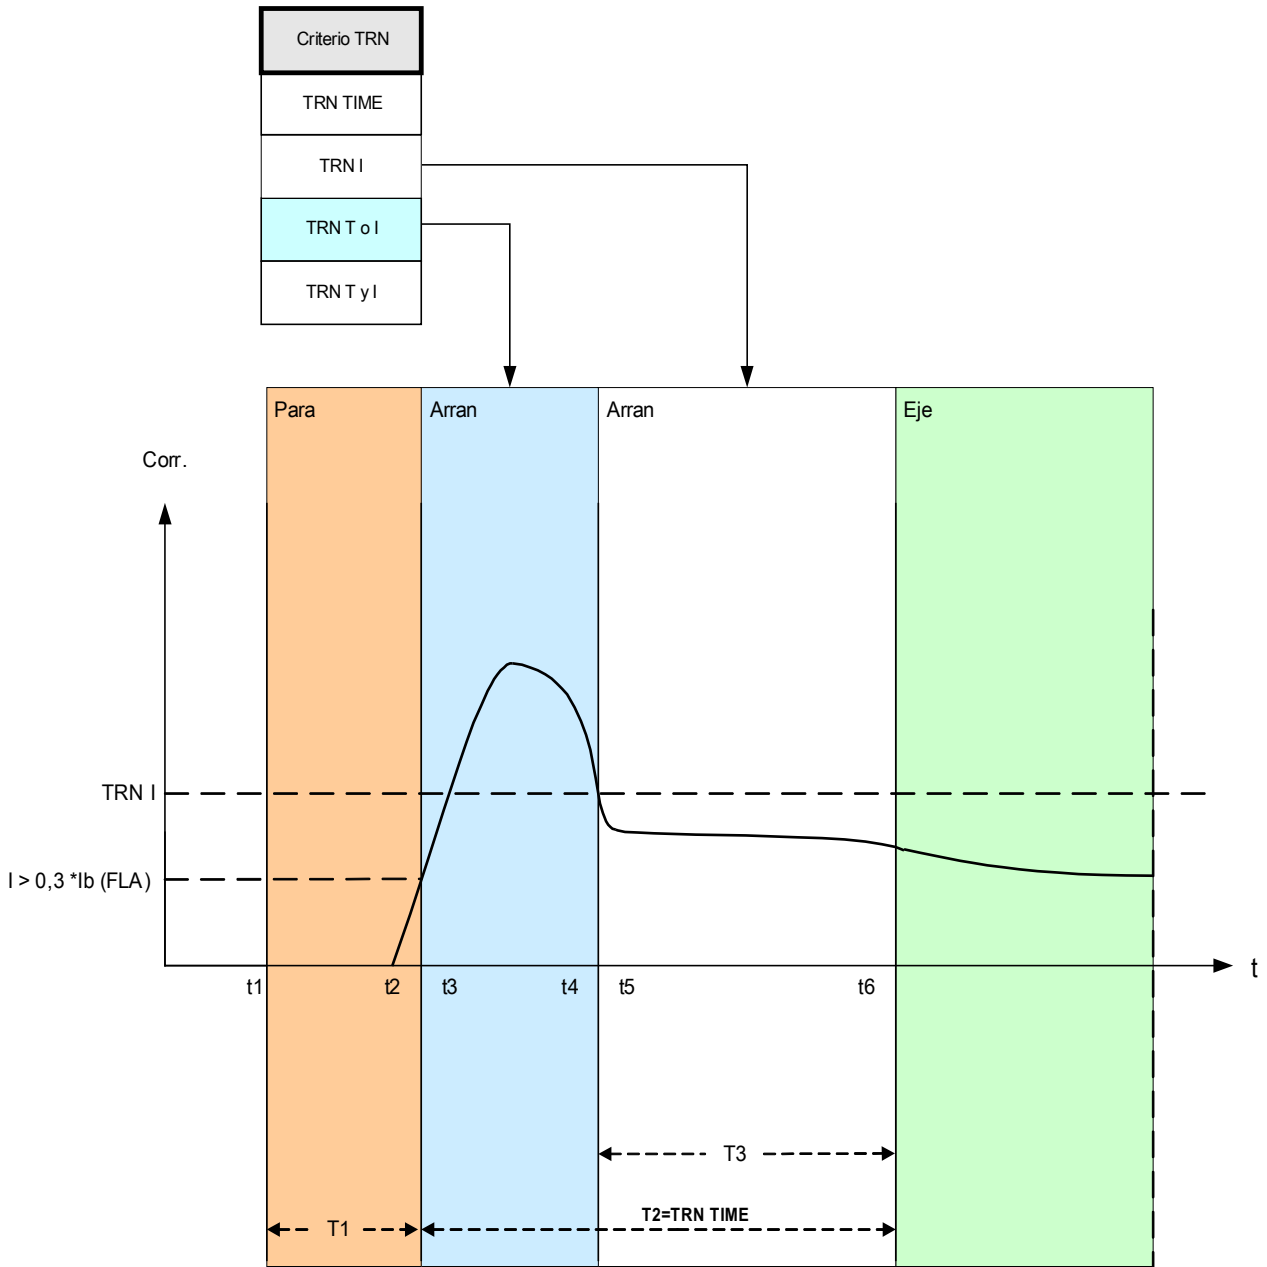 Criterio TRN
TRN TIME
TRN I
TRN T o I
TRN T y I
Para
Arran
Arran
Eje
Corr.
TRN I
I > 0,3 *Ib (FLA)
t
t1
t2
t3
t4
t5
t6
T3
T2=TRN TIME
T1